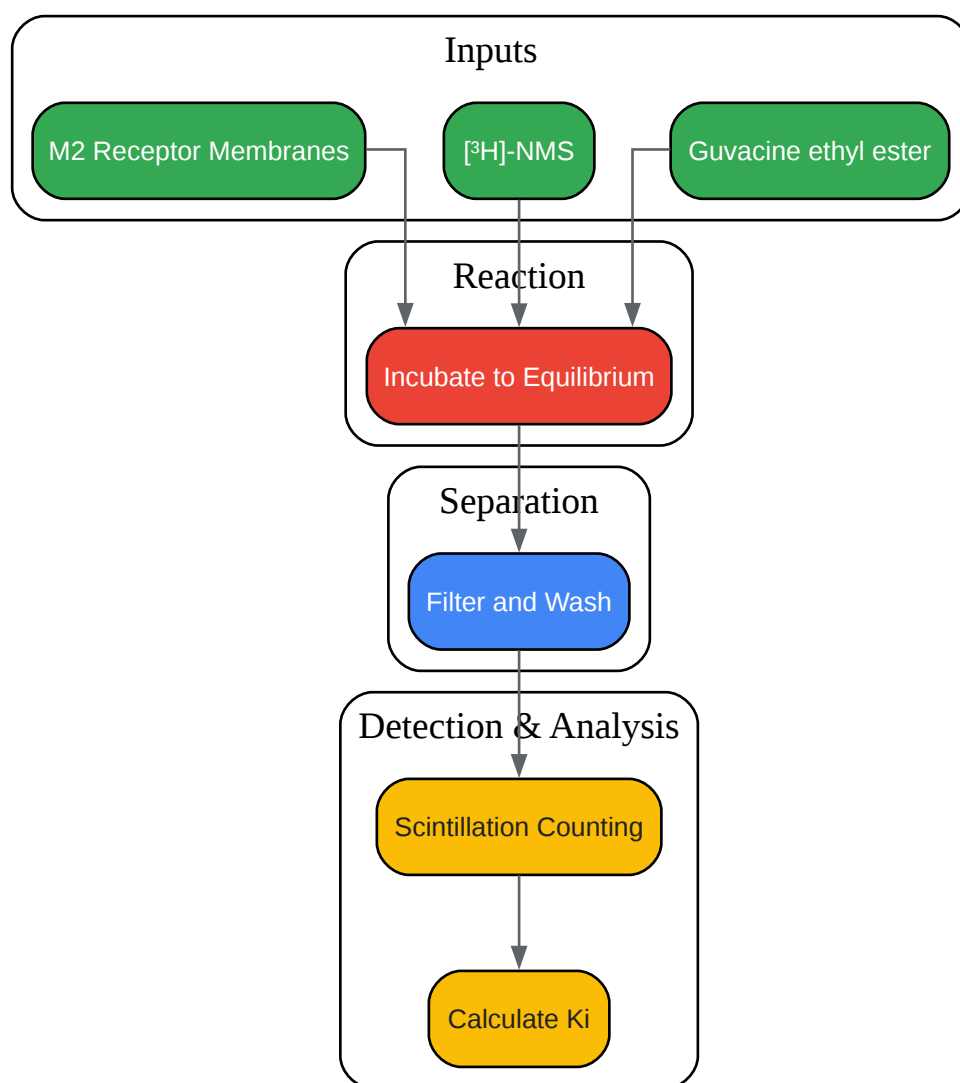 Inputs
M2 Receptor Membranes
[³H]-NMS
Guvacine ethyl ester
Reaction
Incubate to Equilibrium
Separation
Filter and Wash
Detection & Analysis
Scintillation Counting
Calculate Ki